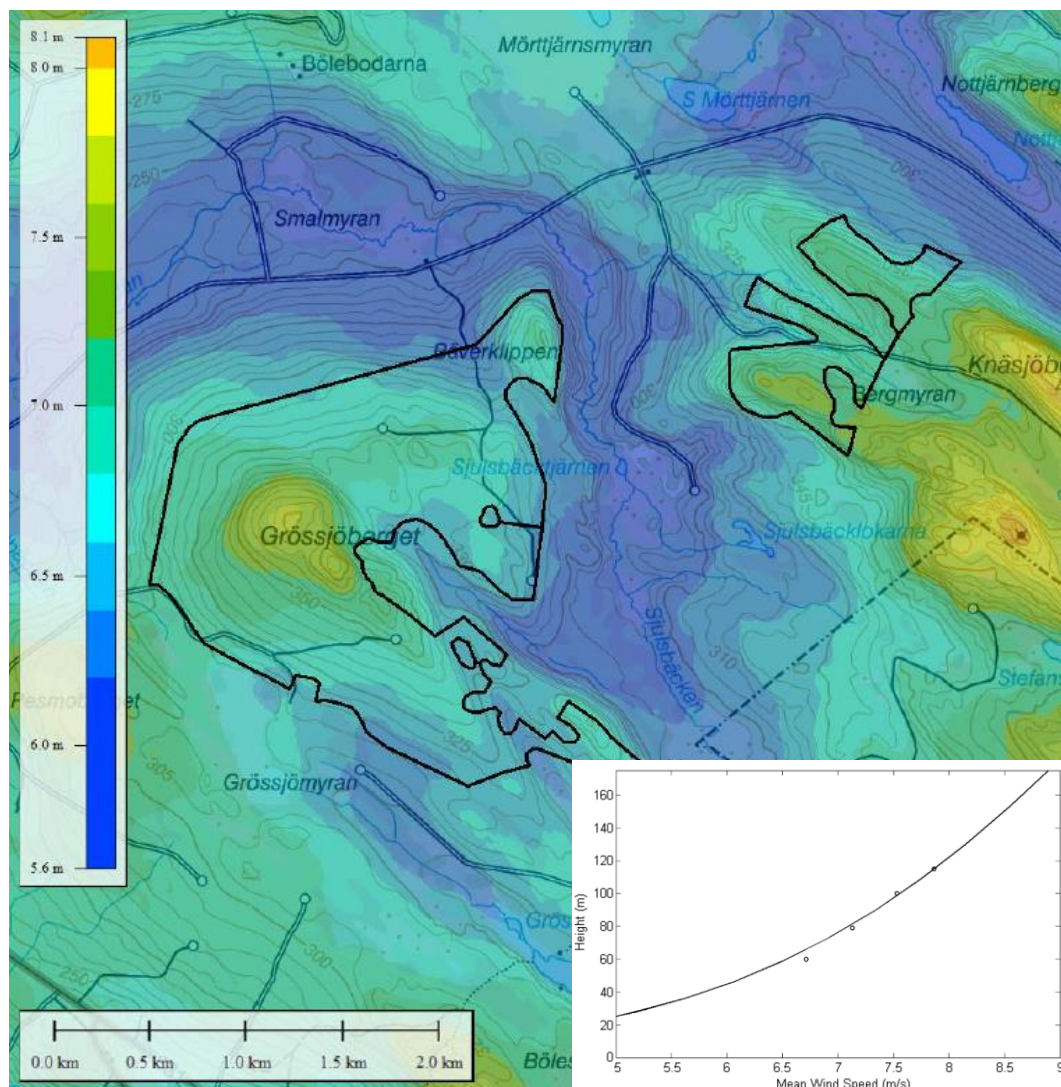 8.1 m
8.0 m
7.5 m
7.0 m
6.5 m
6.0 m
5.6 m
Mörttjärnsmyran
Bölebodarna
S Mörttjärnen
Nottjärnberg
275
250
300
Smalmyran
325
Bäverklippen
Knäsjöb
Bergmyran
300
300
Sjulsbäcktjärnen
345
Grössjöberget
Sjulsbäcklokarna
350
Sjulsbäcken
310
Stefans
325
305
Grössjömyran
Grös
300
250
Böles
0.0 km
0.5 km
1.0 km
1.5 km
2.0 km
Height (m)
160
140
120
100
80
60
40
20
0
5
5.5
6
6.5
7
7.5
8
8.5
9
Mean Wind Speed (m/s)